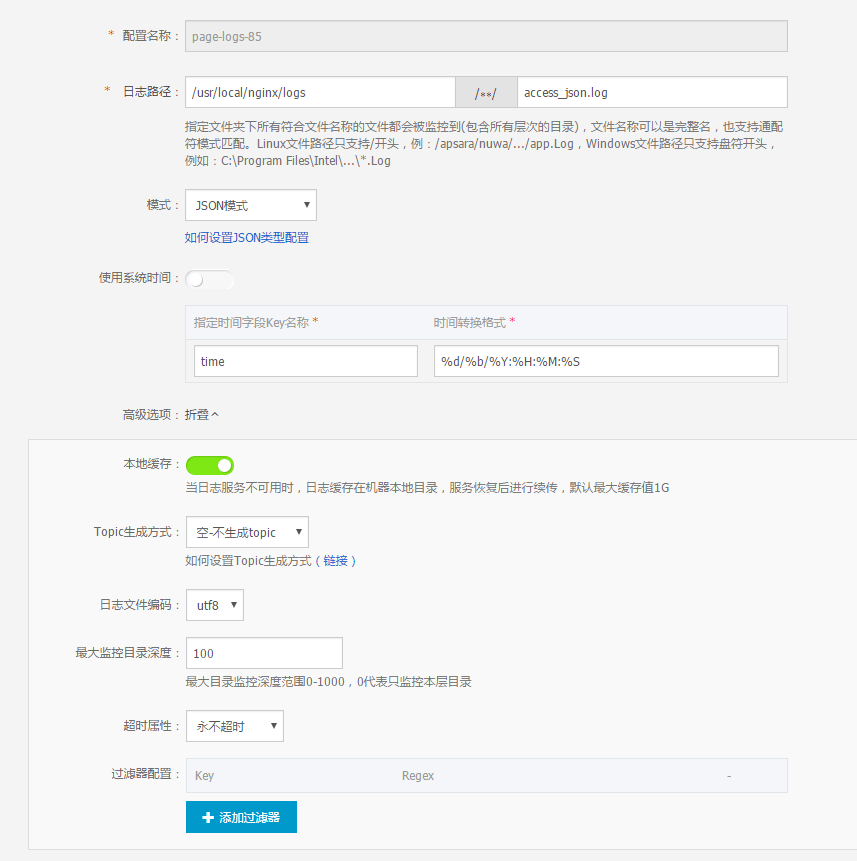 * 配置名称： page-logs-85
* 日志路径： /usr/local/nginx/logs /**/ access_json.log
指定文件夹下所有符合文件名称的文件都会被监控到(包含所有层次的目录)，文件名称可以是完整名，也支持通配
符模式匹配。Linux文件路径只支持/开头，例：/apsara/nuwa/.../app.Log，Windows文件路径只支持盘符开头，
例如：C:\Program Files\Intel\...\*.Log
模式： JSON模式
如何设置JSON类型配置
使用系统时间：
指定时间字段Key名称 * 时间转换格式 *
time %d/%b/%Y:%H:%M:%S
高级选项： 折叠
本地缓存：
当日志服务不可用时，日志缓存在机器本地目录，服务恢复后进行续传，默认最大缓存值1G
Topic生成方式： 空-不生成topic
如何设置Topic生成方式（链接）
日志文件编码： utf8
最大监控目录深度： 100
最大目录监控深度范围0-1000，0代表只监控本层目录
超时属性： 永不超时
过滤器配置： Key Regex -
添加过滤器